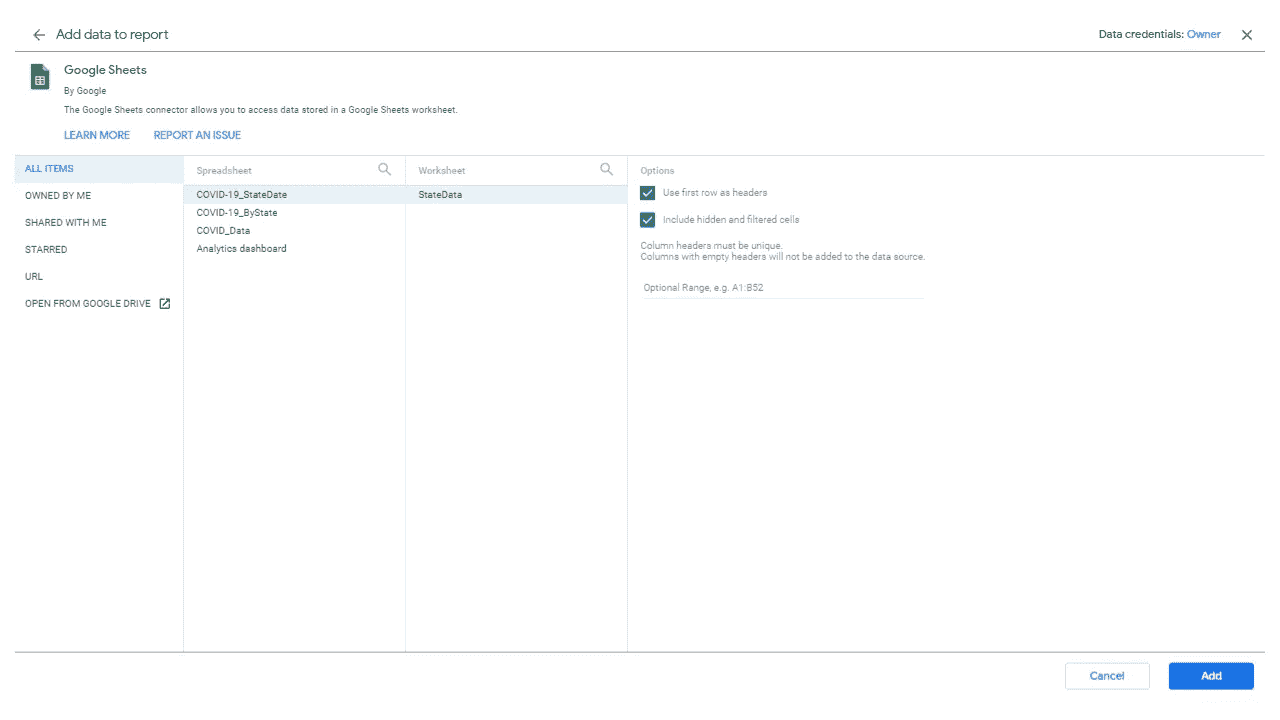 Add data to report
Data credentials: Owner
Google Sheets
By Google
The Google Sheets connector allows you to access data stored in a Google Sheets worksheet.
LEARN MORE REPORT AN ISSUE
ALL ITEMS
OWNED BY ME
SHARED WITH ME
STARRED
URL
OPEN FROM GOOGLE DRIVE
Spreadsheet
COVID-19_StateDate
COVID-19_ByState
COVID_Data
Analytics dashboard
Worksheet
StateData
Options
Use first row as headers
Include hidden and filtered cells
Column headers must be unique.
Columns with empty headers will not be added to the data source.
Optional Range, e.g. A1:B52
Cancel
Add